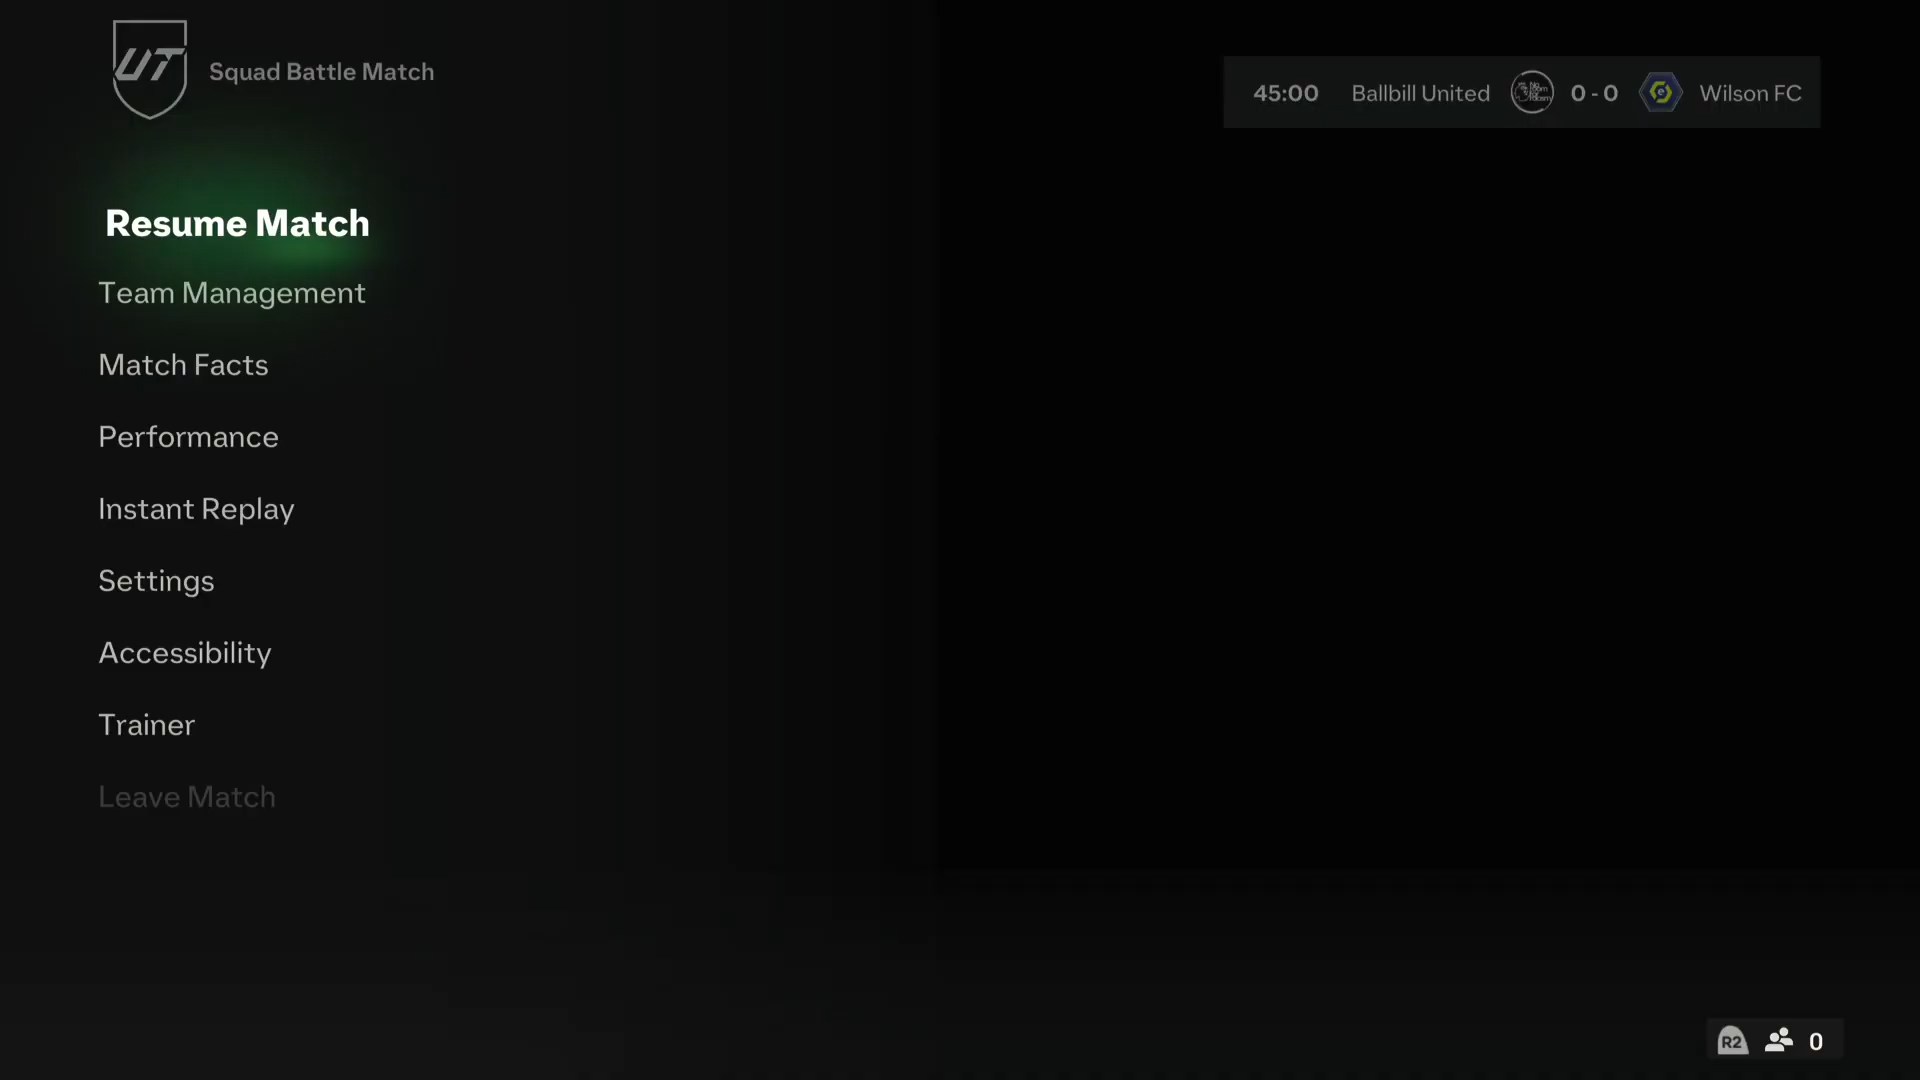 UT
Squad Battle Match
45:00 Ballbill United 0 - 0 Wilson FC
Resume Match
Team Management
Match Facts
Performance
Instant Replay
Settings
Accessibility
Trainer
Leave Match
R2 0